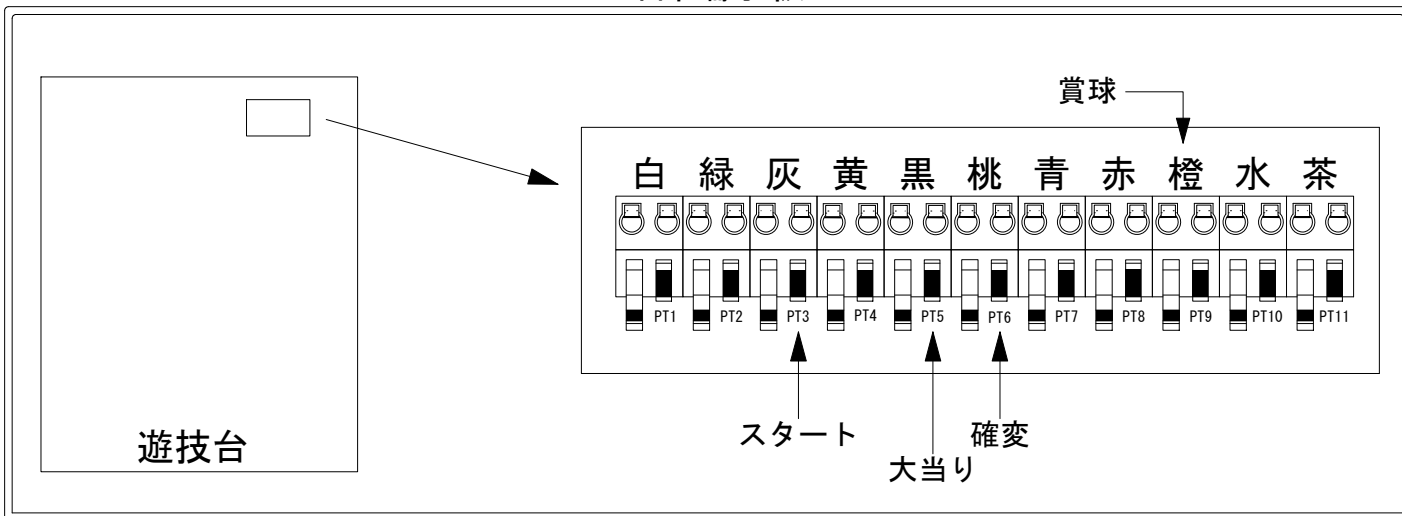 賞球
白 緑 灰 黄 黒 桃 青 赤 橙 水 茶
PT1 PT2 PT3 PT4 PT5 PT6 PT7 PT8 PT9 PT10 PT11
スタート
確変
大当り
遊技台